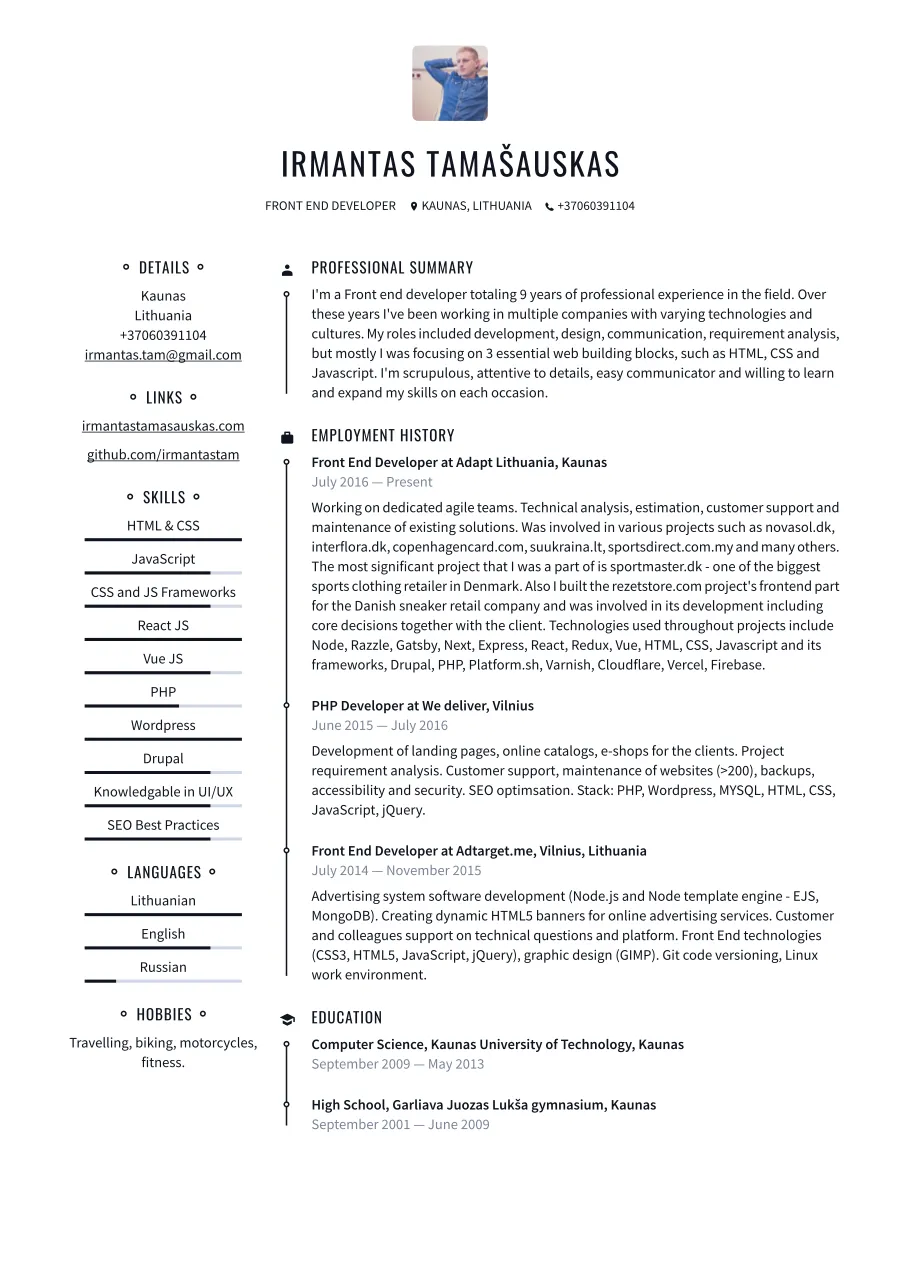 IRMANTAS TAMAŠAUSKAS
FRONT END DEVELOPER KAUNAS, LITHUANIA +37060391104
DETAILS
Kaunas
Lithuania
+37060391104
irmantas.tam@gmail.com
LINKS
irmantastamasauskas.com
github.com/irmantastam
SKILLS
HTML & CSS
JavaScript
CSS and JS Frameworks
React JS
Vue JS
PHP
Wordpress
Drupal
Knowledgable in UI/UX
SEO Best Practices
LANGUAGES
Lithuanian
English
Russian
HOBBIES
Travelling, biking, motorcycles,
fitness.
PROFESSIONAL SUMMARY
I'm a Front end developer totaling 9 years of professional experience in the field. Over
these years I've been working in multiple companies with varying technologies and
cultures. My roles included development, design, communication, requirement analysis,
but mostly I was focusing on 3 essential web building blocks, such as HTML, CSS and
Javascript. I'm scrupulous, attentive to details, easy communicator and willing to learn
and expand my skills on each occasion.
EMPLOYMENT HISTORY
Front End Developer at Adapt Lithuania, Kaunas
July 2016 — Present
Working on dedicated agile teams. Technical analysis, estimation, customer support and
maintenance of existing solutions. Was involved in various projects such as novasol.dk,
interflora.dk, copenhagencard.com, suukraina.lt, sportsdirect.com.my and many others.
The most significant project that I was a part of is sportmaster.dk - one of the biggest
sports clothing retailer in Denmark. Also I built the rezetstore.com project's frontend part
for the Danish sneaker retail company and was involved in its development including
core decisions together with the client. Technologies used throughout projects include
Node, Razzle, Gatsby, Next, Express, React, Redux, Vue, HTML, CSS, Javascript and its
frameworks, Drupal, PHP, Platform.sh, Varnish, Cloudflare, Vercel, Firebase.
PHP Developer at We deliver, Vilnius
June 2015 — July 2016
Development of landing pages, online catalogs, e-shops for the clients. Project
requirement analysis. Customer support, maintenance of websites (>200), backups,
accessibility and security. SEO optimsation. Stack: PHP, Wordpress, MYSQL, HTML, CSS,
JavaScript, jQuery.
Front End Developer at Adtarget.me, Vilnius, Lithuania
July 2014 — November 2015
Advertising system software development (Node.js and Node template engine - EJS,
MongoDB). Creating dynamic HTML5 banners for online advertising services. Customer
and colleagues support on technical questions and platform. Front End technologies
(CSS3, HTML5, JavaScript, jQuery), graphic design (GIMP). Git code versioning, Linux
work environment.
EDUCATION
Computer Science, Kaunas University of Technology, Kaunas
September 2009 — May 2013
High School, Garliava Juozas Lukša gymnasium, Kaunas
September 2001 — June 2009